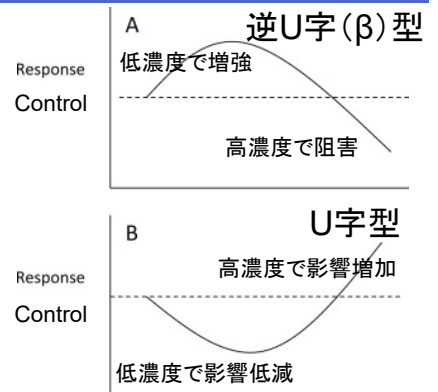 A
逆U字(β)型
低濃度で増強
Response
Control
高濃度で阻害
B
U字型
高濃度で影響増加
Response
Control
低濃度で影響低減